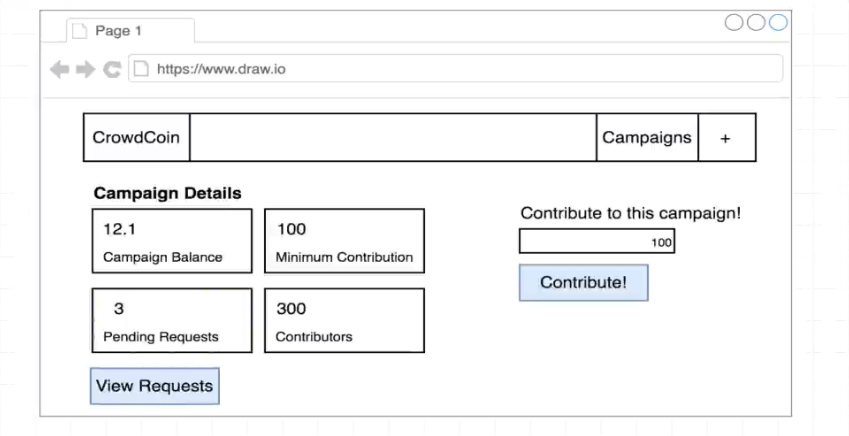 Page 1
https://www.draw.io
CrowdCoin
Campaigns
+
Campaign Details
12.1
Campaign Balance
100
Minimum Contribution
3
Pending Requests
300
Contributors
View Requests
Contribute to this campaign!
100
Contribute!